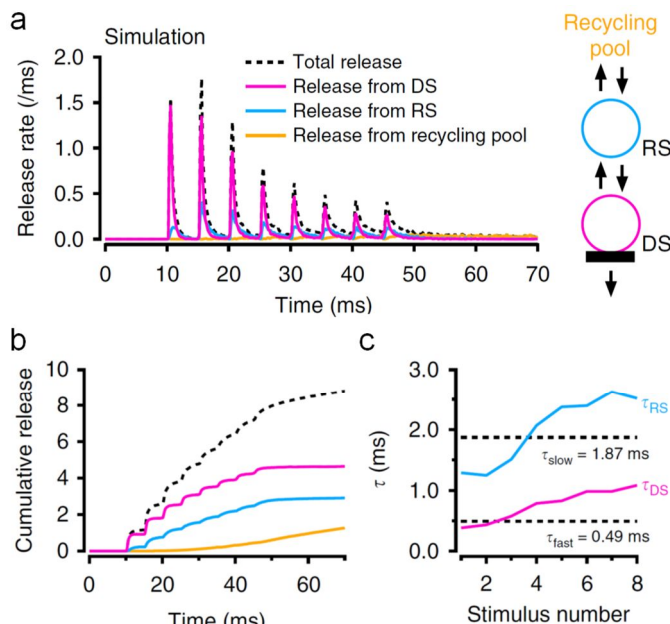 a
Simulation
2.0
1.5
1.0
0.5
0.0
Release rate (/ms)
Total release
Release from DS
Release from RS
Release from recycling pool
0 10 20 30 40 50 60 70
Time (ms)
Recycling
pool
RS
DS
b
10
8
6
4
2
0
Cumulative release
0 20 40 60
Time (ms)
c
3.0
2.0
1.0
0.0
τ (ms)
τRS
τslow = 1.87 ms
τDS
τfast = 0.49 ms
2 4 6 8
Stimulus number